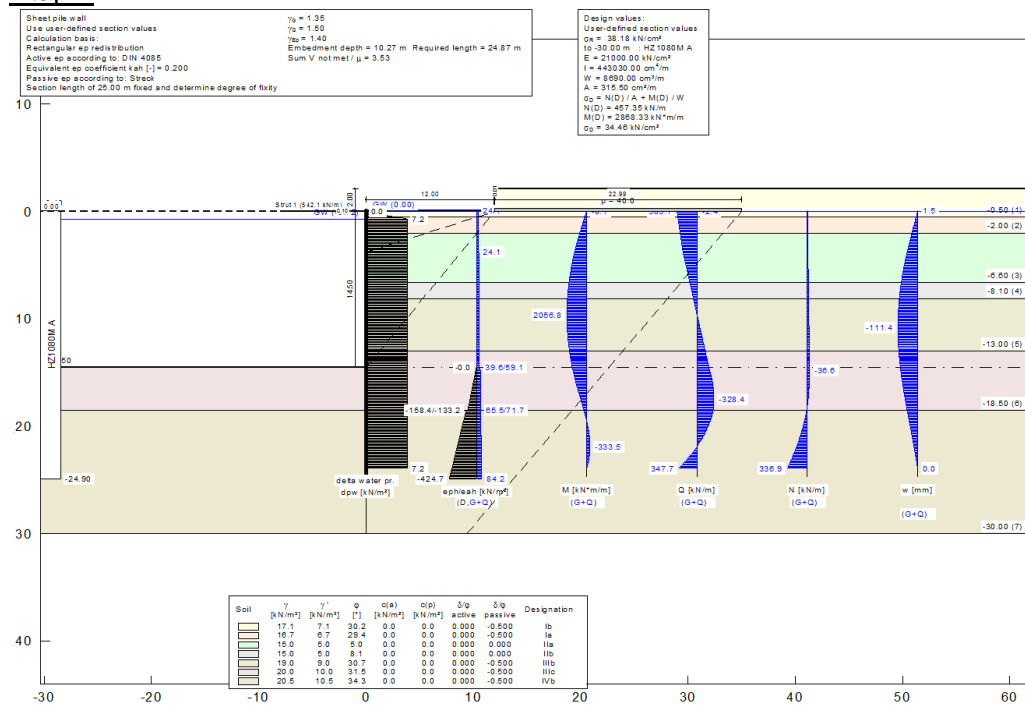 Sheet pile wall
Use user-defined section values
Calculation basis:
Rectangular ep redistribution
Active ep according to: DIN 4085
Equivalent ep coefficient kah [-] = 0.200
Passive ep according to: Streck
Section length of 25.00 m fixed and determine degree of fixity
γG = 1.35
γQ = 1.50
γEp = 1.40
Embedment depth = 10.27 m Required length = 24.87 m
Sum V not met / μ = 3.53
Design values:
User-defined section values
σR = 38.18 kN/cm²
to -30.00 m : HZ1080M A
E = 21000.00 kN/cm²
I = 443030.00 cm⁴/m
W = 8690.00 cm³/m
A = 315.50 cm²/m
σD = N(D) / A + M(D) / W
N(D) = 457.35 kN/m
M(D) = 2868.33 kN*m/m
σD = 34.46 kN/cm²
10
0
10
20
30
40
12.00
22.99
p = 40.0
2.00
Strut 1 (542.1 kN/m)
GW (0.00)
0.00
0.0
7.2
24.1
1.5
-0.50 (1)
-2.00 (2)
-6.60 (3)
-8.10 (4)
-13.00 (5)
-18.50 (6)
-30.00 (7)
14.50
HZ1080M A
2056.8
-111.4
-0.0
39.6/59.1
-36.6
-328.4
-158.4/-133.2
65.5/71.7
-333.5
-24.90
7.2
-424.7
84.2
347.7
336.9
0.0
delta water pr.
dpw [kN/m²]
eph/eah [kN/m²]
(D,G+Q)
M [kN*m/m]
(G+Q)
Q [kN/m]
(G+Q)
N [kN/m]
(G+Q)
w [mm]
(G+Q)
Soil γ [kN/m³] γ' [kN/m³] φ [°] c(a) [kN/m²] c(p) [kN/m²] δ/φ active δ/φ passive Designation
17.1 7.1 30.2 0.0 0.0 0.000 -0.500 Ib
16.7 6.7 29.4 0.0 0.0 0.000 -0.500 Ia
15.0 5.0 5.0 0.0 0.0 0.000 0.000 IIa
15.0 5.0 8.1 0.0 0.0 0.000 0.000 IIb
19.0 9.0 30.7 0.0 0.0 0.000 -0.500 IIIb
20.0 10.0 31.5 0.0 0.0 0.000 -0.500 IIIc
20.5 10.5 34.3 0.0 0.0 0.000 -0.500 IVb
-30 -20 -10 0 10 20 30 40 50 60